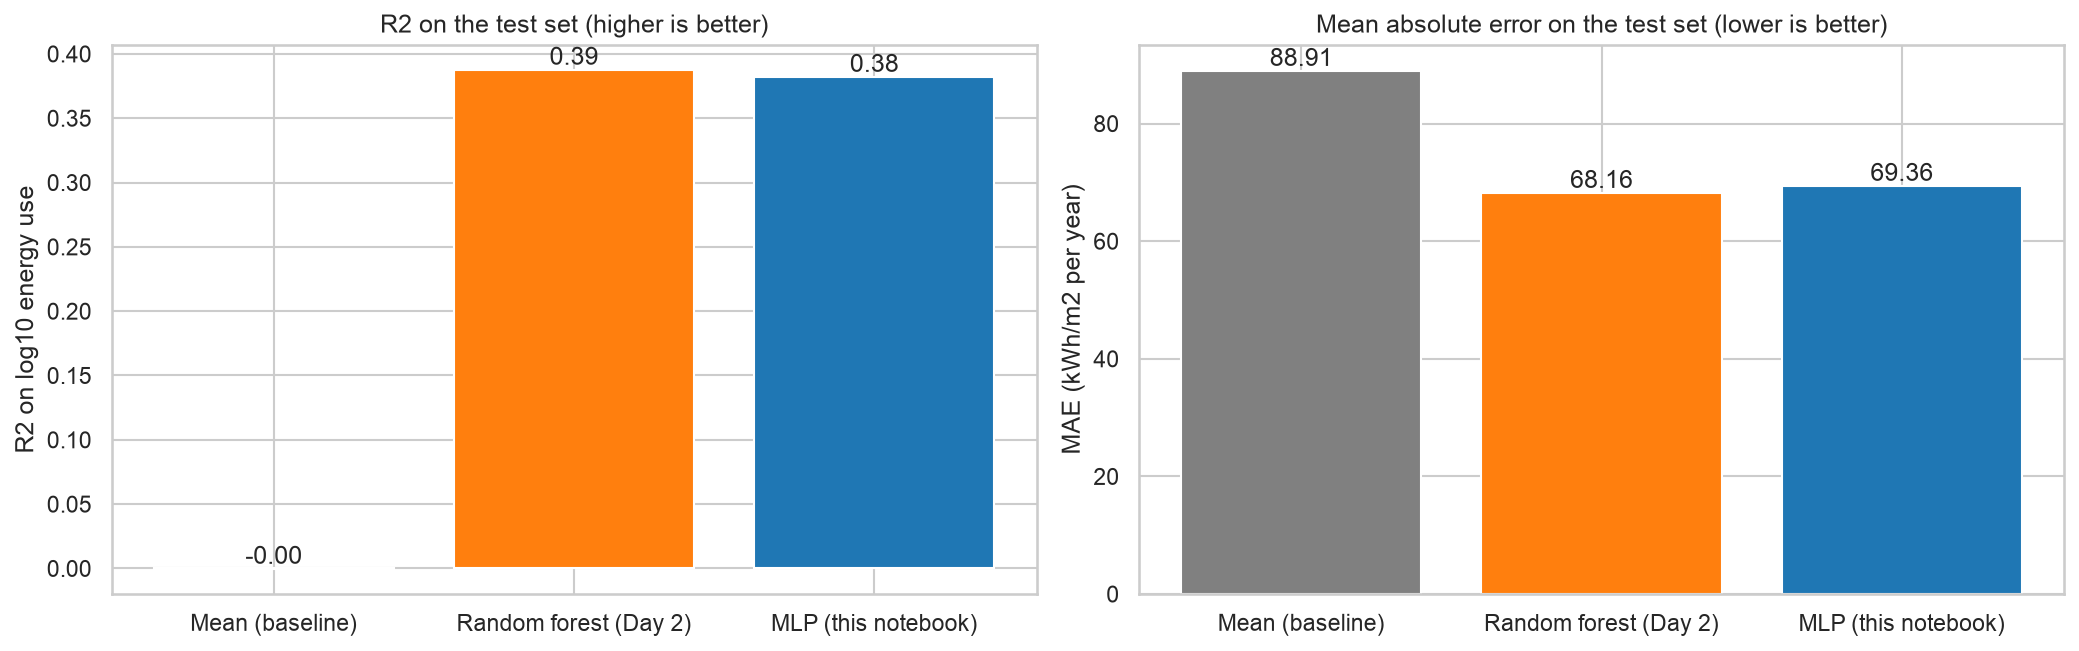 R2 on the test set (higher is better)
R2 on log10 energy use
0.40
0.35
0.30
0.25
0.20
0.15
0.10
0.05
0.00
-0.00
0.39
0.38
Mean (baseline)
Random forest (Day 2)
MLP (this notebook)
Mean absolute error on the test set (lower is better)
MAE (kWh/m2 per year)
80
60
40
20
0
88.91
68.16
69.36
Mean (baseline)
Random forest (Day 2)
MLP (this notebook)